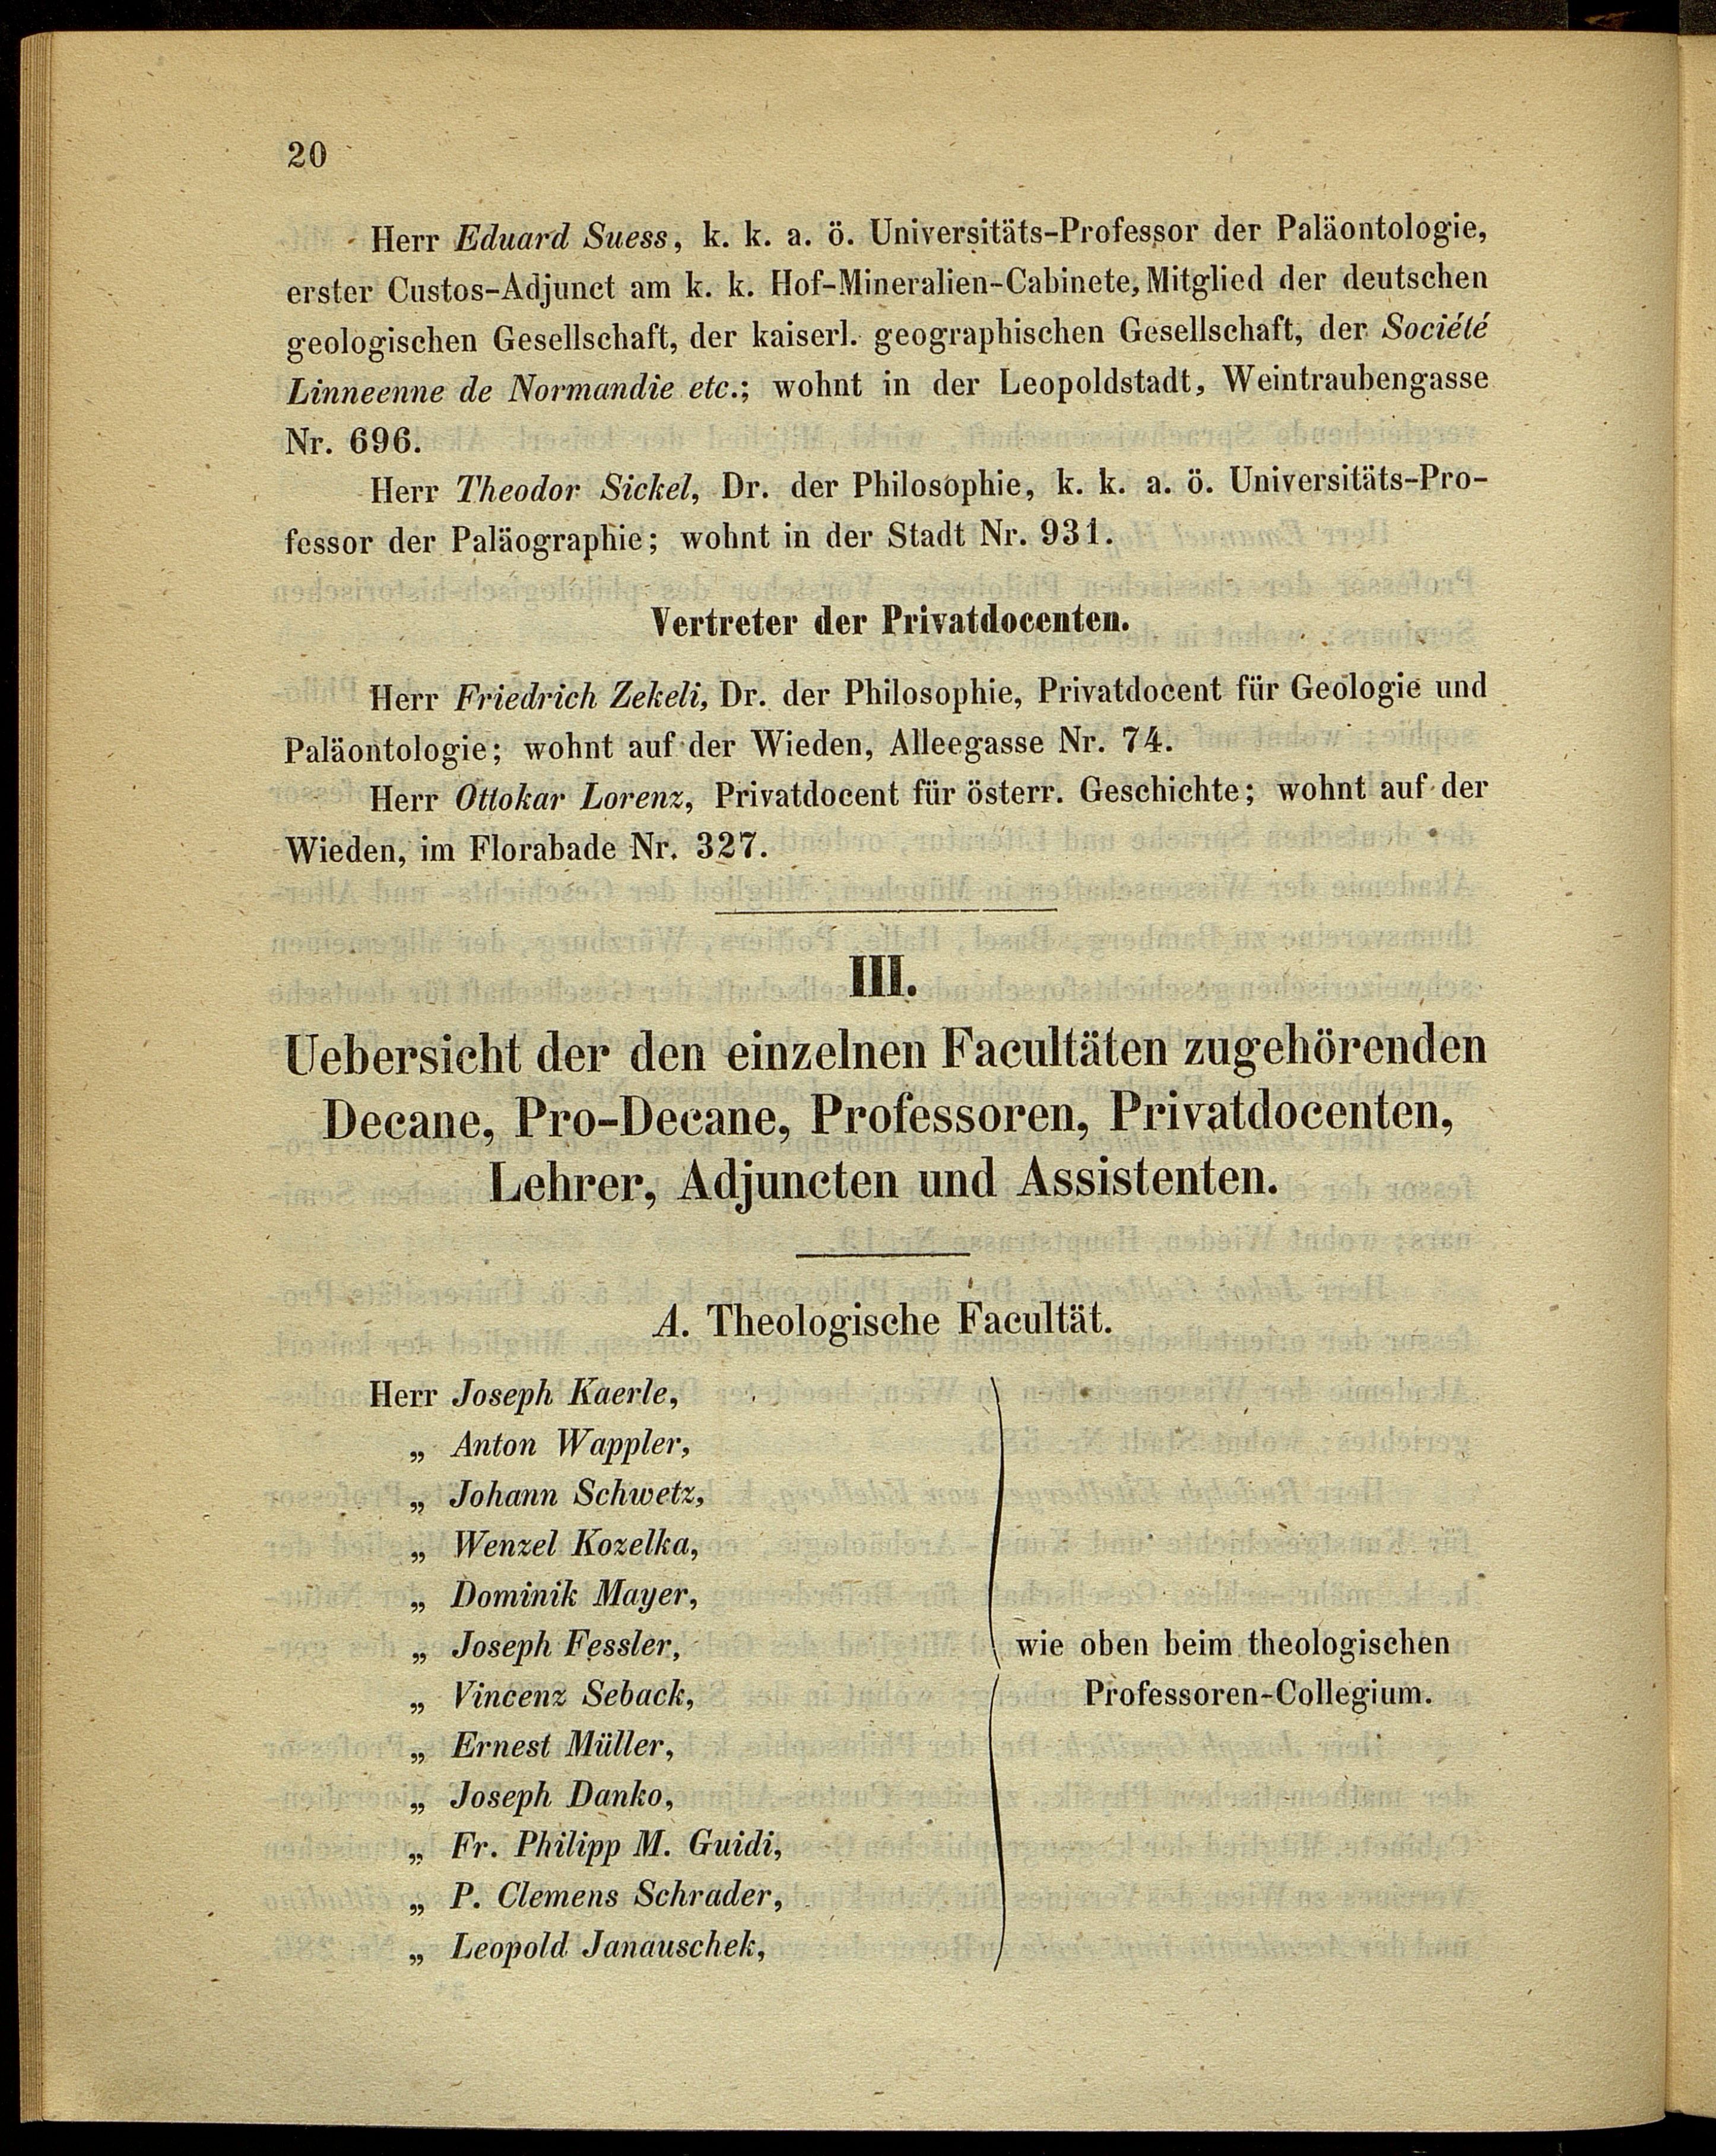 20
Herr Eduard Suess, k. k. a. ö. Universitäts-Professor der Paläontologie,
erster Custos-Adjunct am k. k. Hof-Mineralien-Cabinete, Mitglied der deutschen
geologischen Gesellschaft, der kaiserl. geographischen Gesellschaft, der Société
Linneenne de Normandie etc.; wohnt in der Leopoldstadt, Weintraubengasse
Nr. 696.
Herr Theodor Sickel, Dr. der Philosophie, k. k. a. ö. Universitäts-Pro-
fessor der Paläographie; wohnt in der Stadt Nr. 931.
Vertreter der Privatdocenten.
Herr Friedrich Zekeli, Dr. der Philosophie, Privatdocent für Geologie und
Paläontologie; wohnt auf der Wieden, Alleegasse Nr. 74.
Herr Ottokar Lorenz, Privatdocent für österr. Geschichte; wohnt auf der
Wieden, im Florabade Nr. 327.
III.
Uebersicht der den einzelnen Facultäten zugehörenden
Decane, Pro-Decane, Professoren, Privatdocenten,
Lehrer, Adjuncten und Assistenten.
A. Theologische Facultät.
Herr Joseph Kaerle,
„ Anton Wappler,
„ Johann Schwetz,
„ Wenzel Kozelka,
„ Dominik Mayer,
„ Joseph Fessler,
„ Vincenz Seback,
„ Ernest Müller,
„ Joseph Danko,
„ Fr. Philipp M. Guidi,
„ P. Clemens Schrader,
„ Leopold Janauschek,
wie oben beim theologischen
Professoren-Collegium.